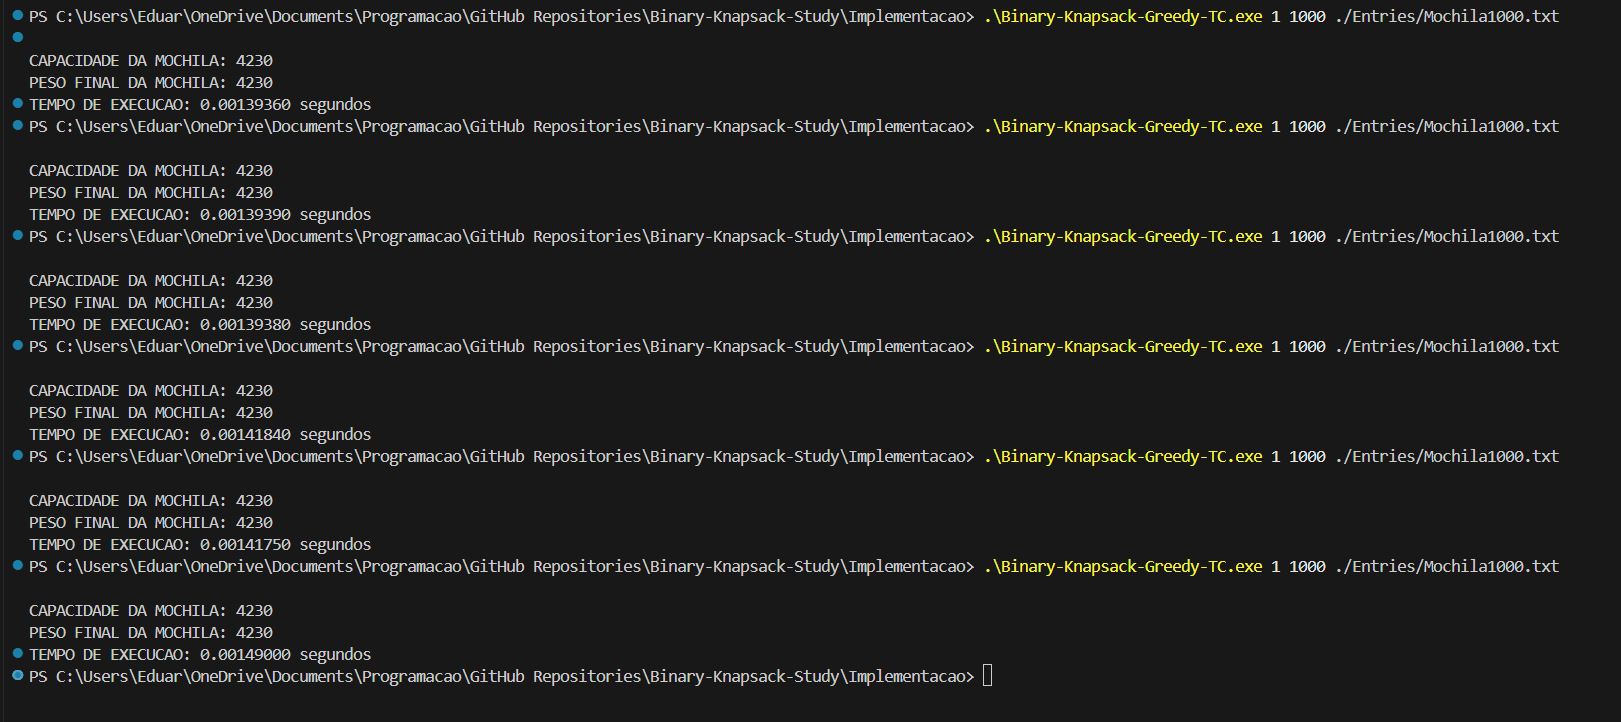 PS C:\Users\Eduar\OneDrive\Documents\Programacao\GitHub Repositories\Binary-Knapsack-Study\Implementacao> .\Binary-Knapsack-Greedy-TC.exe 1 1000 ./Entries/Mochila1000.txt
CAPACIDADE DA MOCHILA: 4230
PESO FINAL DA MOCHILA: 4230
TEMPO DE EXECUCAO: 0.00139360 segundos
PS C:\Users\Eduar\OneDrive\Documents\Programacao\GitHub Repositories\Binary-Knapsack-Study\Implementacao> .\Binary-Knapsack-Greedy-TC.exe 1 1000 ./Entries/Mochila1000.txt
CAPACIDADE DA MOCHILA: 4230
PESO FINAL DA MOCHILA: 4230
TEMPO DE EXECUCAO: 0.00139390 segundos
PS C:\Users\Eduar\OneDrive\Documents\Programacao\GitHub Repositories\Binary-Knapsack-Study\Implementacao> .\Binary-Knapsack-Greedy-TC.exe 1 1000 ./Entries/Mochila1000.txt
CAPACIDADE DA MOCHILA: 4230
PESO FINAL DA MOCHILA: 4230
TEMPO DE EXECUCAO: 0.00139380 segundos
PS C:\Users\Eduar\OneDrive\Documents\Programacao\GitHub Repositories\Binary-Knapsack-Study\Implementacao> .\Binary-Knapsack-Greedy-TC.exe 1 1000 ./Entries/Mochila1000.txt
CAPACIDADE DA MOCHILA: 4230
PESO FINAL DA MOCHILA: 4230
TEMPO DE EXECUCAO: 0.00141840 segundos
PS C:\Users\Eduar\OneDrive\Documents\Programacao\GitHub Repositories\Binary-Knapsack-Study\Implementacao> .\Binary-Knapsack-Greedy-TC.exe 1 1000 ./Entries/Mochila1000.txt
CAPACIDADE DA MOCHILA: 4230
PESO FINAL DA MOCHILA: 4230
TEMPO DE EXECUCAO: 0.00141750 segundos
PS C:\Users\Eduar\OneDrive\Documents\Programacao\GitHub Repositories\Binary-Knapsack-Study\Implementacao> .\Binary-Knapsack-Greedy-TC.exe 1 1000 ./Entries/Mochila1000.txt
CAPACIDADE DA MOCHILA: 4230
PESO FINAL DA MOCHILA: 4230
TEMPO DE EXECUCAO: 0.00149000 segundos
PS C:\Users\Eduar\OneDrive\Documents\Programacao\GitHub Repositories\Binary-Knapsack-Study\Implementacao>